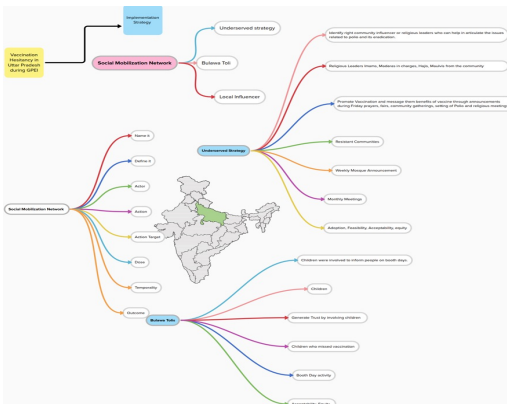 Implementation
Strategy
Vaccination
Hesitancy in
Uttar Pradesh
during GPEI
Social Mobilization Network
Underserved strategy
Bulawa Toli
Local Influencer
Identify right community influencer or religious leaders who can help in articulate the issues
related to polio and its eradication.
Religious Leaders Imams, Madarsa in charges, Hajis, Maulvis from the community
Promote Vaccination and message them benefits of vaccine through announcements
during Friday prayers, fairs, community gatherings, setting of Polio and religious meetings
Underserved Strategy
Resistant Communities
Weekly Mosque Announcement
Monthly Meetings
Adoption, Feasibility, Acceptability, equity
Social Mobilization Network
Name it
Define it
Actor
Action
Action Target
Dose
Temporality
Outcome
Bulawa Tolis
Children were involved to inform people on booth days.
Children
Generate Trust by involving children
Children who missed vaccination
Booth Day activity